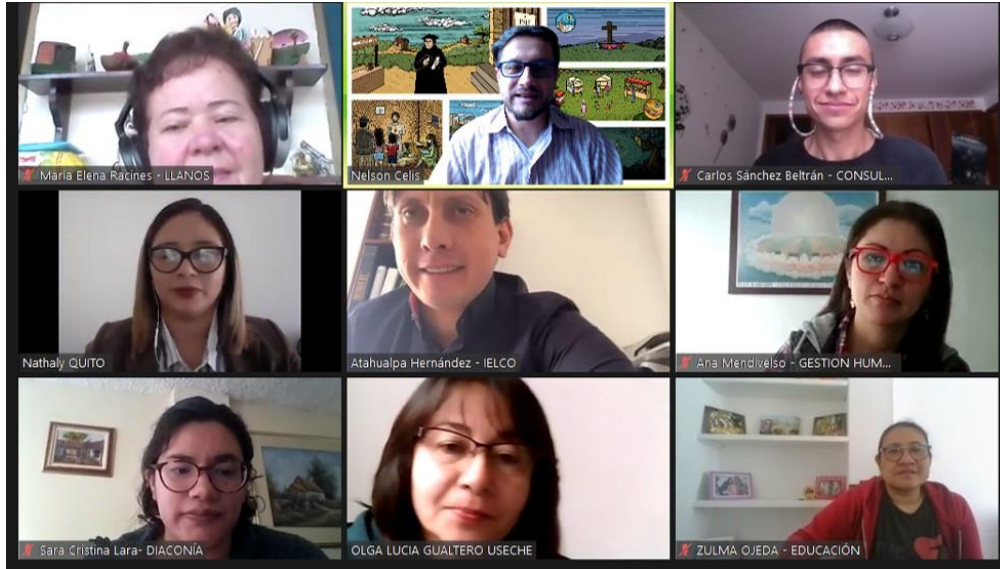 Maria Elena Racines - LLANOS
Nelson Celis
Carlos Sánchez Beltrán - CONSUL...
Nathaly QUITO
Atahualpa Hernández - IELCO
Ana Mendivelso - GESTION HUM...
Sara Cristina Lara- DIACONÍA
OLGA LUCIA GUALTERO USECHE
ZULMA OJEDA - EDUCACIÓN